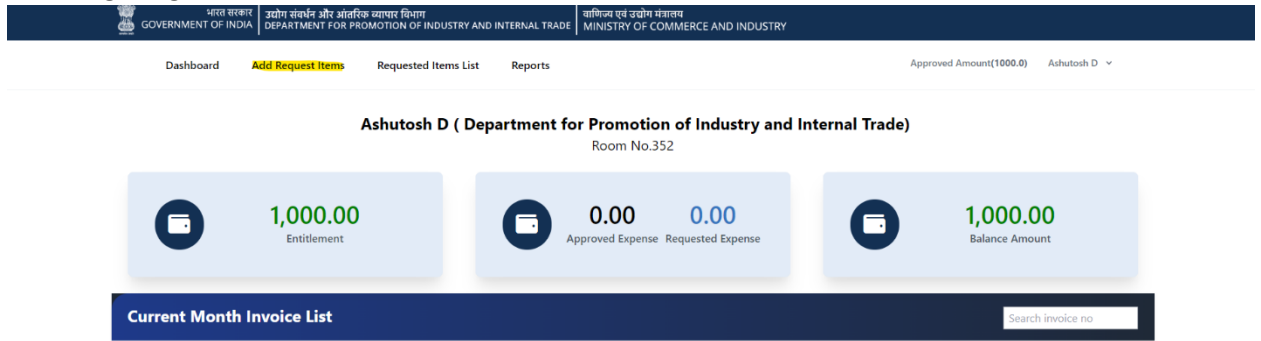 भारत सरकार
GOVERNMENT OF INDIA
उद्योग संवर्धन और आंतरिक व्यापार विभाग
DEPARTMENT FOR PROMOTION OF INDUSTRY AND INTERNAL TRADE
वाणिज्य एवं उद्योग मंत्रालय
MINISTRY OF COMMERCE AND INDUSTRY
Dashboard Add Request Items Requested Items List Reports Approved Amount(1000.0) Ashutosh D
Ashutosh D ( Department for Promotion of Industry and Internal Trade)
Room No.352
1,000.00
Entitlement
0.00 0.00
Approved Expense Requested Expense
1,000.00
Balance Amount
Current Month Invoice List Search invoice no